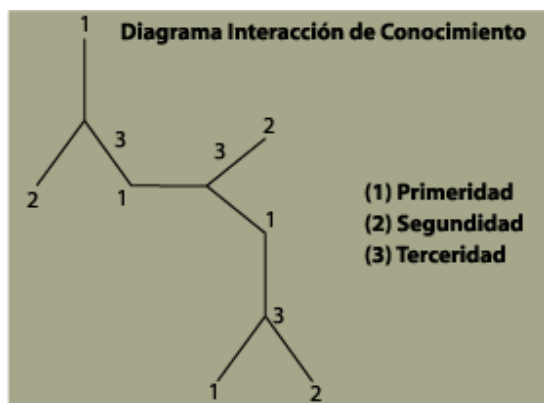 Diagrama Interacción de Conocimiento
1
3
2
2
3
1
1
3
1
2
(1) Primeridad
(2) Segundidad
(3) Terceridad